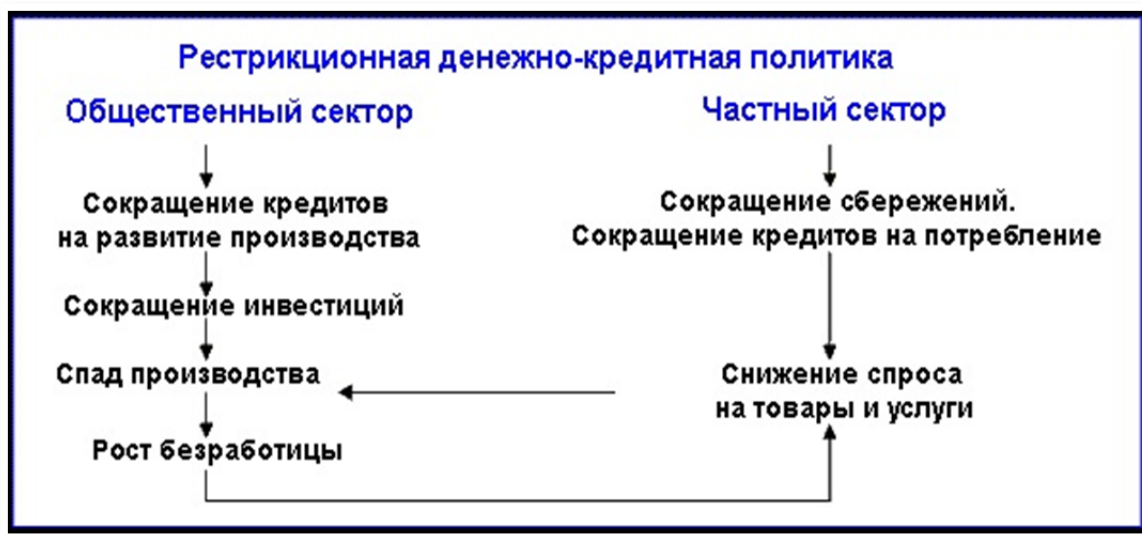 Рестрикционная денежно-кредитная политика
Общественный сектор
Частный сектор
Сокращение кредитов
на развитие производства
Сокращение сбережений.
Сокращение кредитов на потребление
Сокращение инвестиций
Спад производства
Снижение спроса
на товары и услуги
Рост безработицы